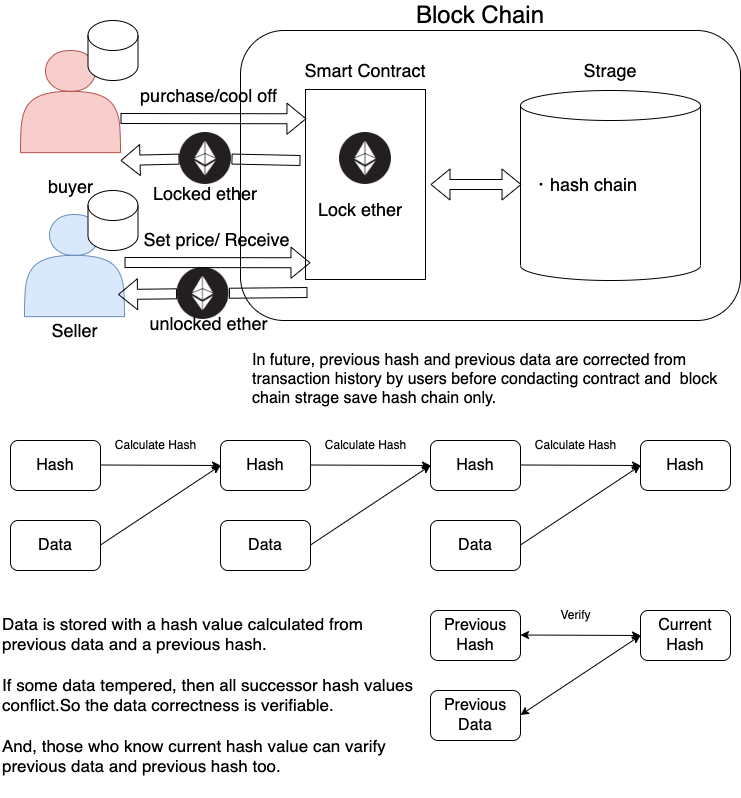 Block Chain
Smart Contract
Strage
purchase/cool off
buyer
Locked ether
Lock ether
・hash chain
Set price/ Receive
unlocked ether
Seller
In future, previous hash and previous data are corrected from
transaction history by users before condacting contract and block
chain strage save hash chain only.
Calculate Hash
Calculate Hash
Calculate Hash
Hash
Hash
Hash
Hash
Data
Data
Data
Data is stored with a hash value calculated from
previous data and a previous hash.
If some data tempered, then all successor hash values
conflict.So the data correctness is verifiable.
And, those who know current hash value can varify
previous data and previous hash too.
Previous
Hash
Verify
Current
Hash
Previous
Data